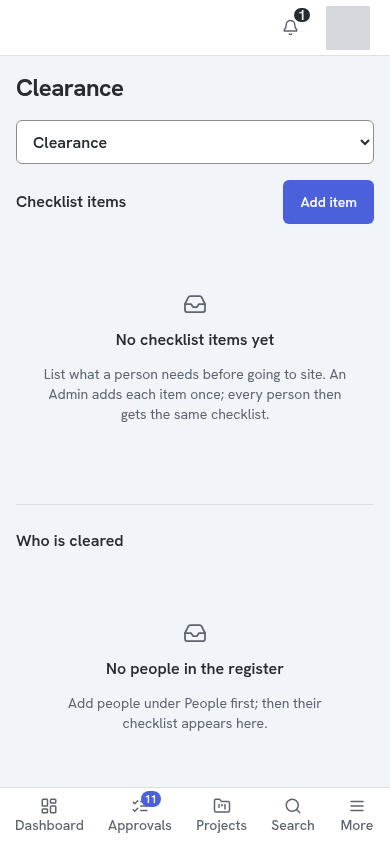 1
Clearance
Clearance
Checklist items
Add item
No checklist items yet
List what a person needs before going to site. An
Admin adds each item once; every person then
gets the same checklist.
Who is cleared
No people in the register
Add people under People first; then their
checklist appears here.
11
Dashboard
Approvals
Projects
Search
More